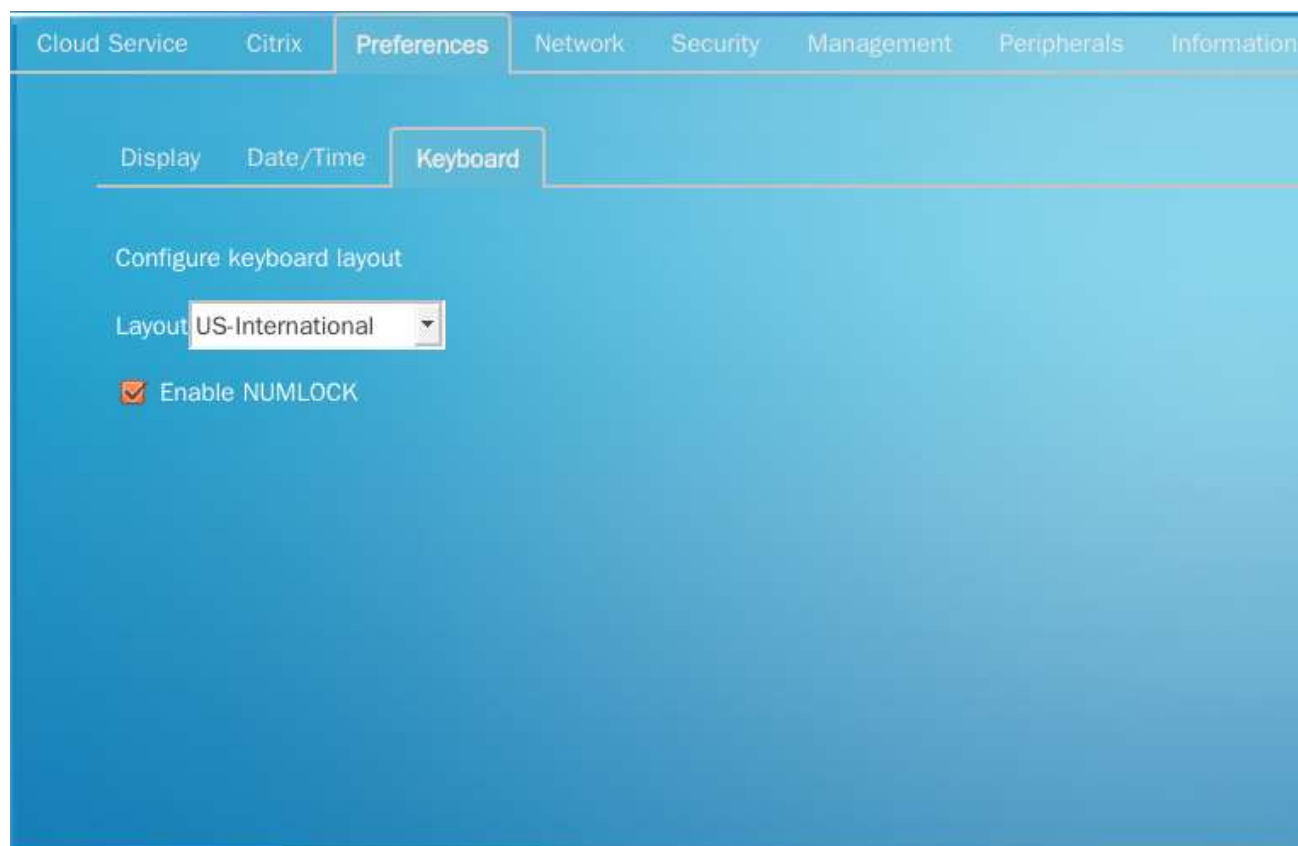 Cloud Service Citrix Preferences Network Security Management Peripherals Information
Display Date/Time Keyboard
Configure keyboard layout
Layout US-International
Enable NUMLOCK